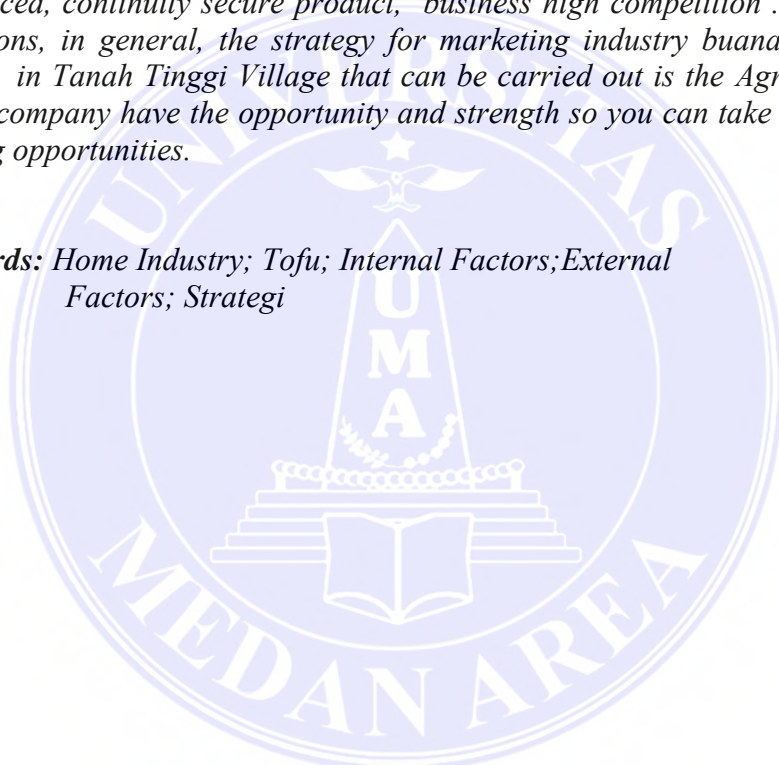 ced, continuity secure product, business high competition .
ons, in general, the strategy for marketing industry buana
in Tanah Tinggi Village that can be carried out is the Agr
company have the opportunity and strength so you can take
g opportunities.
rds: Home Industry; Tofu; Internal Factors;External
Factors; Strategi
UNIVERSITAS
UMA
MEDAN AREA